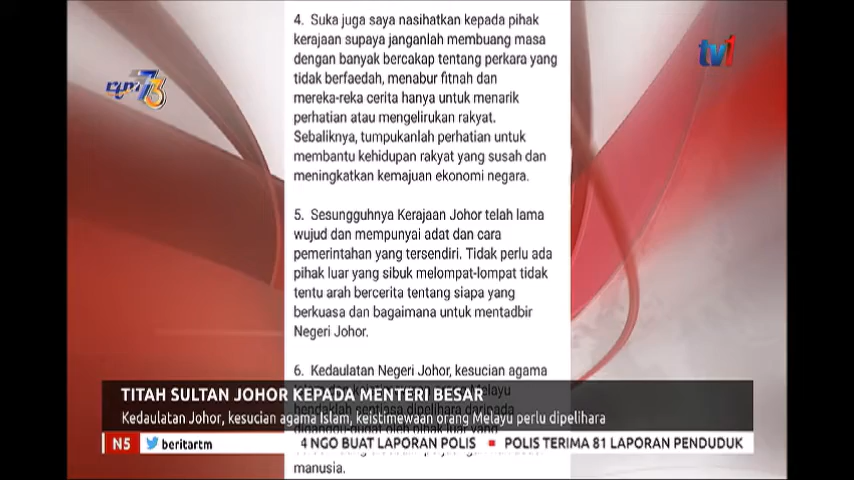 4. Suka juga saya nasihatkan kepada pihak
kerajaan supaya janganlah membuang masa
dengan banyak bercakap tentang perkara yang
tidak berfaedah, menabur fitnah dan
mereka-reka cerita hanya untuk menarik
perhatian atau mengelirukan rakyat.
Sebaliknya, tumpukanlah perhatian untuk
membantu kehidupan rakyat yang susah dan
meningkatkan kemajuan ekonomi negara.
5. Sesungguhnya Kerajaan Johor telah lama
wujud dan mempunyai adat dan cara
pemerintahan yang tersendiri. Tidak perlu ada
pihak luar yang sibuk melompat-lompat tidak
tentu arah bercerita tentang siapa yang
berkuasa dan bagaimana untuk mentadbir
Negeri Johor.
6. Kedaulatan Negeri Johor, kesucian agama
manusia.
tv1
73
TITAH SULTAN JOHOR KEPADA MENTERI BESAR
Kedaulatan Johor, kesucian agama Islam, keistimewaan orang Melayu perlu dipelihara
N5 beritartm 4 NGO BUAT LAPORAN POLIS POLIS TERIMA 81 LAPORAN PENDUDUK